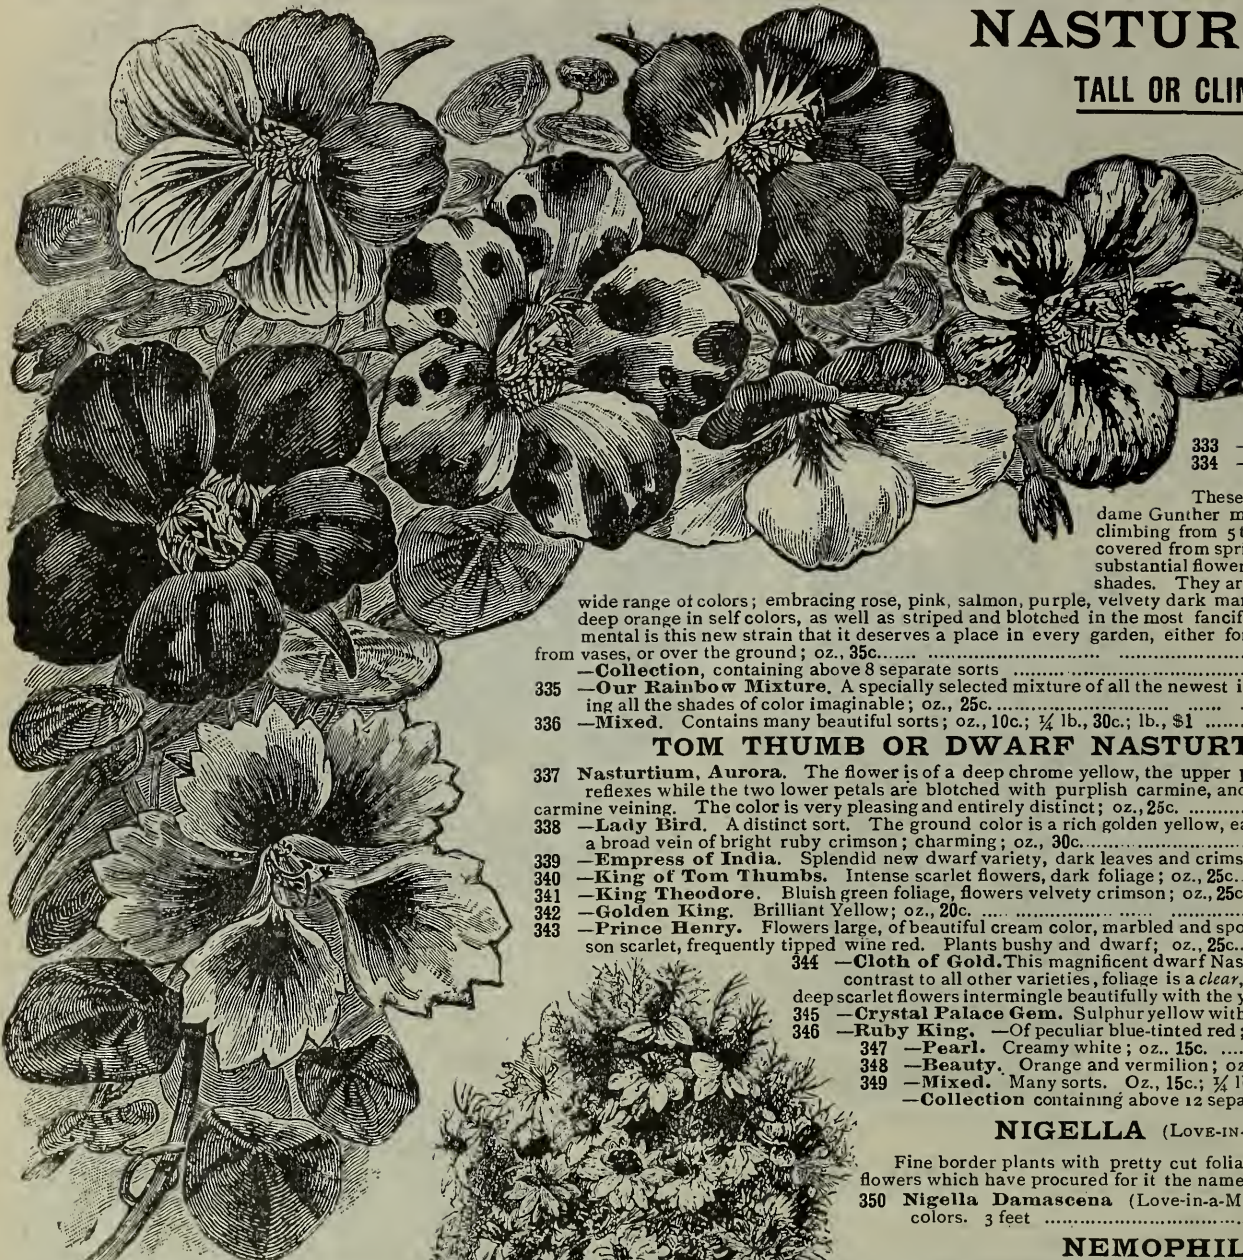 NASTUR
TALL OR CLIM
333 —
334 —
These
dame Gunther m
climbing from 5 t
covered from spri
substantial flower
shades. They ar
wide range of colors; embracing rose, pink, salmon, purple, velvety dark mar
deep orange in self colors, as well as striped and blotched in the most fancif
mental is this new strain that it deserves a place in every garden, either fo
from vases, or over the ground; oz., 35c....... ............................... ......................
—Collection, containing above 8 separate sorts ..........................................
335 —Our Rainbow Mixture. A specially selected mixture of all the newest i
ing all the shades of color imaginable; oz., 25c................................ ......
336 —Mixed. Contains many beautiful sorts; oz., 10c.; ¼ lb., 30c.; lb., $1 .......
TOM THUMB OR DWARF NASTURT
337 Nasturtium, Aurora. The flower is of a deep chrome yellow, the upper p
reflexes while the two lower petals are blotched with purplish carmine, and
carmine veining. The color is very pleasing and entirely distinct; oz., 25c. ..........
338 —Lady Bird. A distinct sort. The ground color is a rich golden yellow, ea
a broad vein of bright ruby crimson; charming; oz., 30c..............................
339 —Empress of India. Splendid new dwarf variety, dark leaves and crims
340 —King of Tom Thumbs. Intense scarlet flowers, dark foliage; oz., 25c..
341 —King Theodore. Bluish green foliage, flowers velvety crimson; oz., 25c
342 —Golden King. Brilliant Yellow; oz., 20c. ..... ................................
343 —Prince Henry. Flowers large, of beautiful cream color, marbled and spo
son scarlet, frequently tipped wine red. Plants bushy and dwarf; oz., 25c..
344 —Cloth of Gold. This magnificent dwarf Nas
contrast to all other varieties, foliage is a clear,
deep scarlet flowers intermingle beautifully with the y
345 —Crystal Palace Gem. Sulphur yellow with
346 —Ruby King. —Of peculiar blue-tinted red;
347 —Pearl. Creamy white; oz.. 15c. .....
348 —Beauty. Orange and vermilion; oz
349 —Mixed. Many sorts. Oz., 15c.; ¼ l
—Collection containing above 12 sepa
NIGELLA (LOVE-IN-
Fine border plants with pretty cut folia
flowers which have procured for it the name
350 Nigella Damascena (Love-in-a-M
colors. 3 feet ........................................
NEMOPHIL